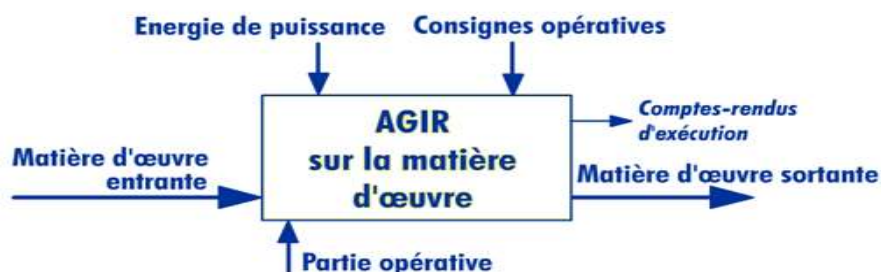 Energie de puissance
Consignes opératives
AGIR
sur la matière
d'œuvre
Comptes-rendus
d'exécution
Matière d'œuvre
entrante
Matière d'œuvre sortante
Partie opérative